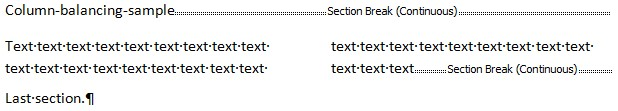 Column-balancing-sample Section Break (Continuous)
Text·text·text·text·text·text·text·text·
text·text·text·text·text·text·text·text·
text·text·text·text·text·text·text·text·text·
text·text·text Section Break (Continuous)
Last·section.¶